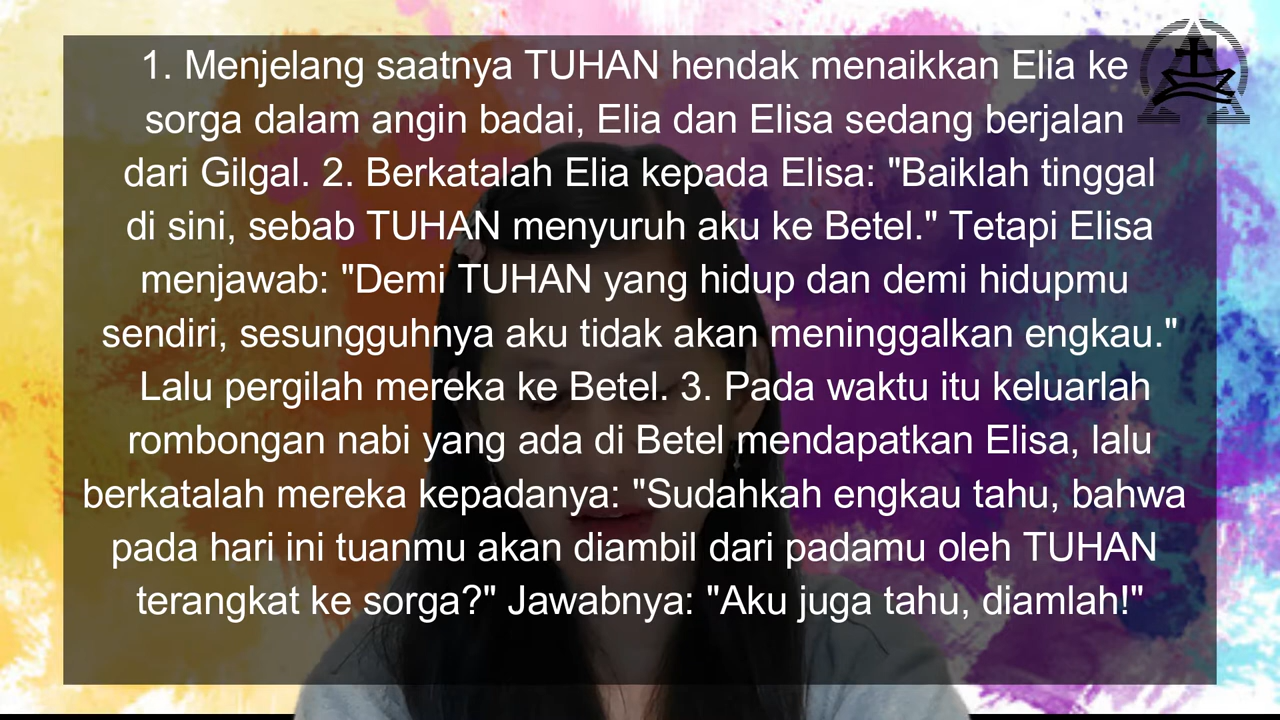 1. Menjelang saatnya TUHAN hendak menaikkan Elia ke
sorga dalam angin badai, Elia dan Elisa sedang berjalan
dari Gilgal. 2. Berkatalah Elia kepada Elisa: "Baiklah tinggal
di sini, sebab TUHAN menyuruh aku ke Betel." Tetapi Elisa
menjawab: "Demi TUHAN yang hidup dan demi hidupmu
sendiri, sesungguhnya aku tidak akan meninggalkan engkau."
Lalu pergilah mereka ke Betel. 3. Pada waktu itu keluarlah
rombongan nabi yang ada di Betel mendapatkan Elisa, lalu
berkatalah mereka kepadanya: "Sudahkah engkau tahu, bahwa
pada hari ini tuanmu akan diambil dari padamu oleh TUHAN
terangkat ke sorga?" Jawabnya: "Aku juga tahu, diamlah!"